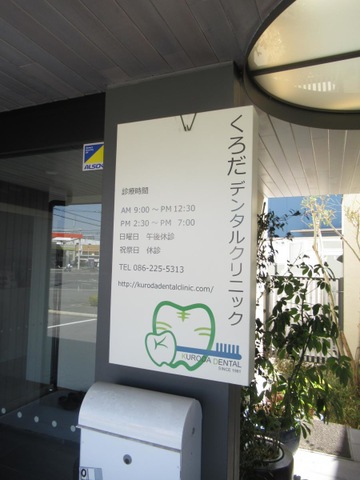 くろだデンタルクリニック
診療時間
AM 9:00 ～ PM 12:30
PM 2:30 ～ PM 7:00
日曜日 午後休診
祝祭日 休診
TEL 086-225-5313
http://kurodadentalclinic.com/
KURODA DENTAL
SINCE 1981
ALSOK